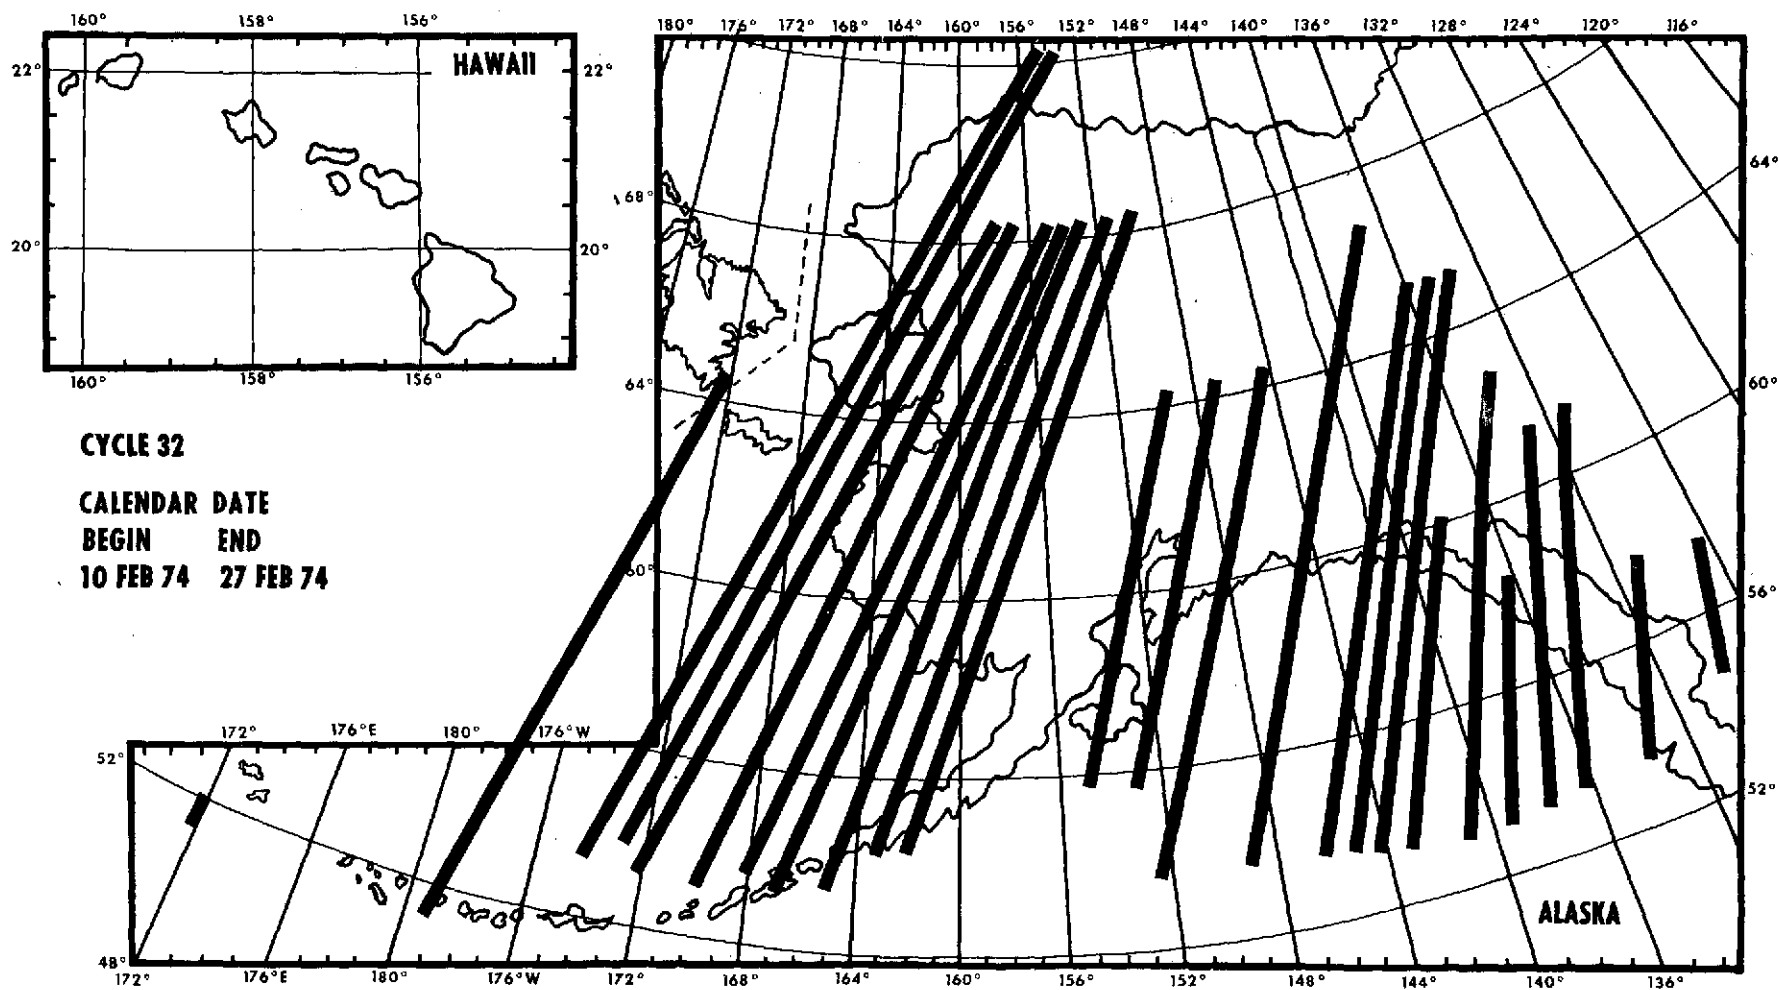 160° 158° 156°
180° 176° 172° 168° 164° 160° 156° 152° 148° 144° 140° 136° 132° 128° 124° 120° 116°
HAWAII
22° 22°
64°
68°
20° 20°
160° 158° 156°
64° 60°
CYCLE 32
CALENDAR DATE
BEGIN END
10 FEB 74 27 FEB 74
60°
56°
172° 176°E 180° 176°W
52° 52°
ALASKA
48°
172° 176°E 180° 176°W 172° 168° 164° 160° 156° 152° 148° 144° 140° 136°